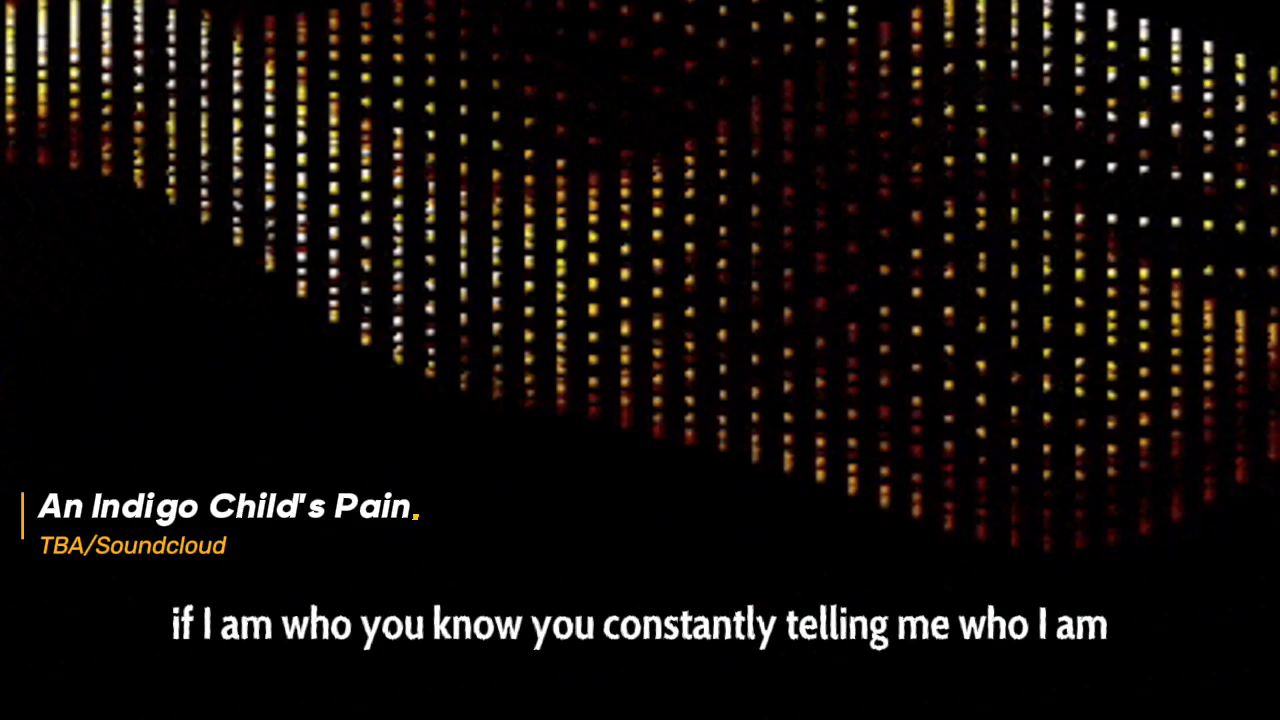 An Indigo Child's Pain.
TBA/Soundcloud
if I am who you know you constantly telling me who I am